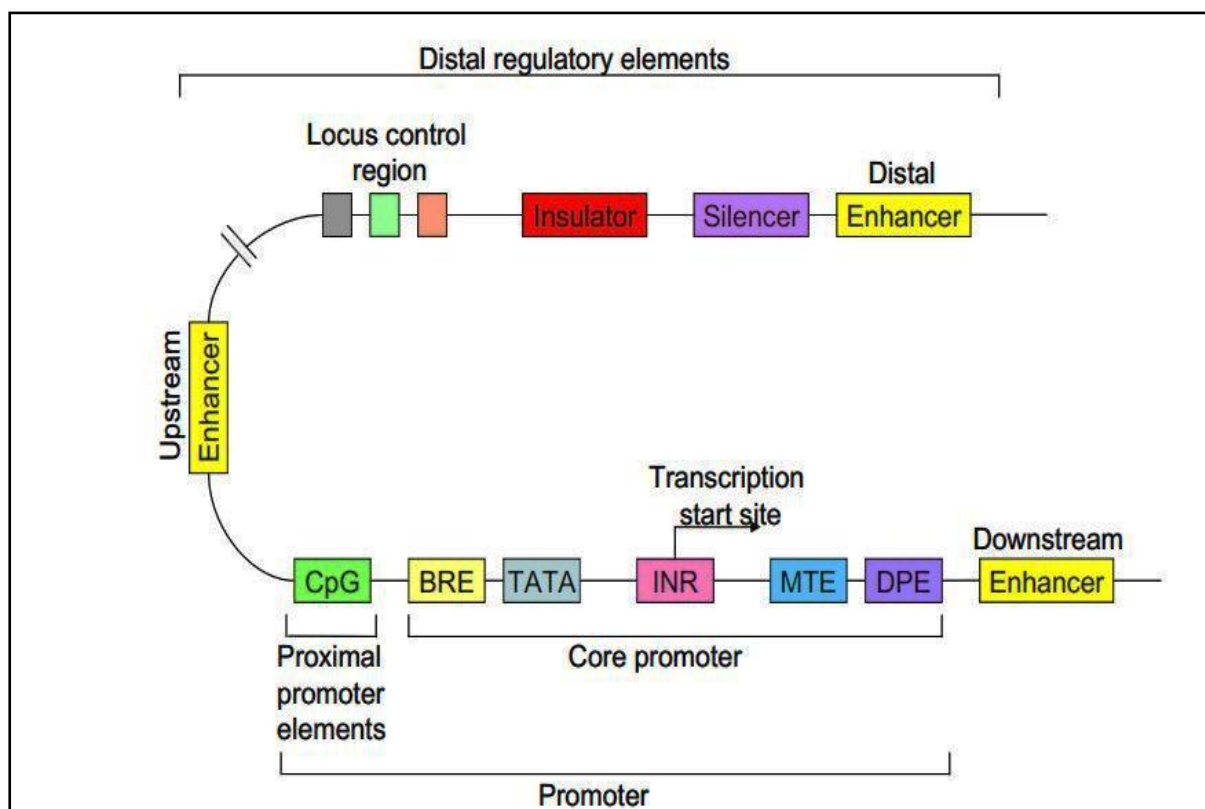 Distal regulatory elements
Locus control
region
Distal
Insulator
Silencer
Enhancer
Upstream
Enhancer
Transcription
start site
Downstream
CpG
BRE
TATA
INR
MTE
DPE
Enhancer
Proximal
promoter
elements
Core promoter
Promoter